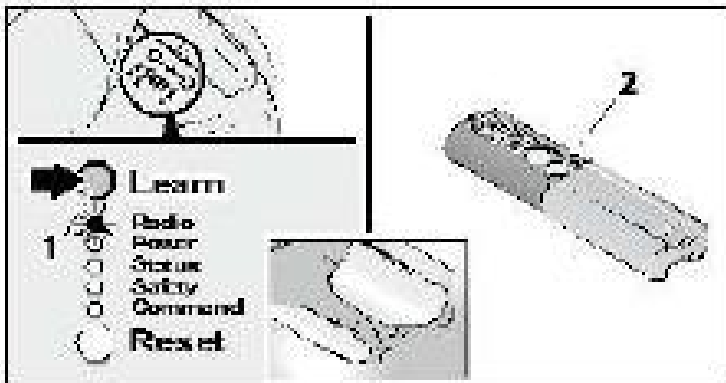 2
Learn
Radio
1
Power
Status
Safety
Command
Reset